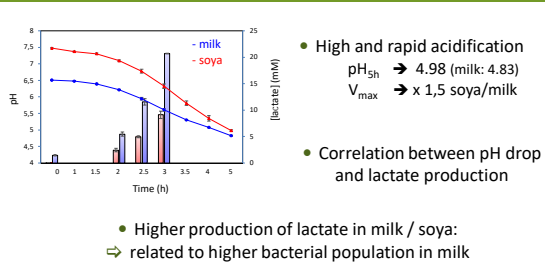 8
7,5
7
6,5
6
5,5
5
4,5
4
pH
25
20
15
10
5
0
[lactate] (mM)
- milk
- soya
0 1 1.5 2 2.5 3 3.5 4 5
Time (h)
• High and rapid acidification
pH5h ➔ 4.98 (milk: 4.83)
Vmax ➔ x 1,5 soya/milk
• Correlation between pH drop
and lactate production
• Higher production of lactate in milk / soya:
⇨ related to higher bacterial population in milk